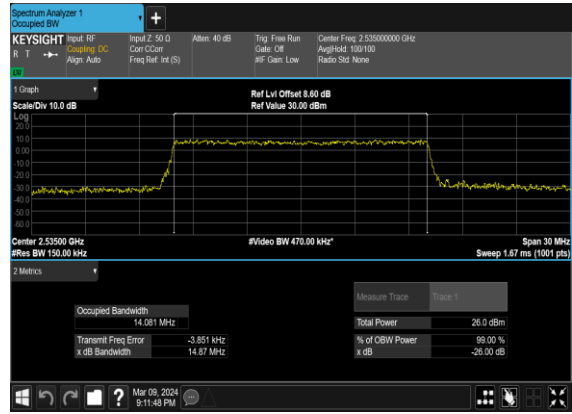 Spectrum Analyzer 1
Occupied BW
+
KEYSIGHT Input: RF Input Z: 50 Ω Atten: 40 dB Trig: Free Run Center Freq: 2.535000000 GHz
R T Coupling: DC Corr CCorr Gate: Off Avg|Hold: 100/100
Align: Auto Freq Ref: Int (S) #IF Gain: Low Radio Std: None
1 Graph
Scale/Div 10.0 dB Ref Lvl Offset 8.60 dB
Ref Value 30.00 dBm
Log
20.0
10.0
0.00
-10.0
-20.0
-30.0
-40.0
-50.0
-60.0
Center 2.53500 GHz #Video BW 470.00 kHz* Span 30 MHz
#Res BW 150.00 kHz Sweep 1.67 ms (1001 pts)
2 Metrics
Measure Trace Trace 1
Occupied Bandwidth
14.081 MHz Total Power 26.0 dBm
Transmit Freq Error -3.851 kHz % of OBW Power 99.00 %
x dB Bandwidth 14.87 MHz x dB -26.00 dB
? Mar 09, 2024
9:11:48 PM